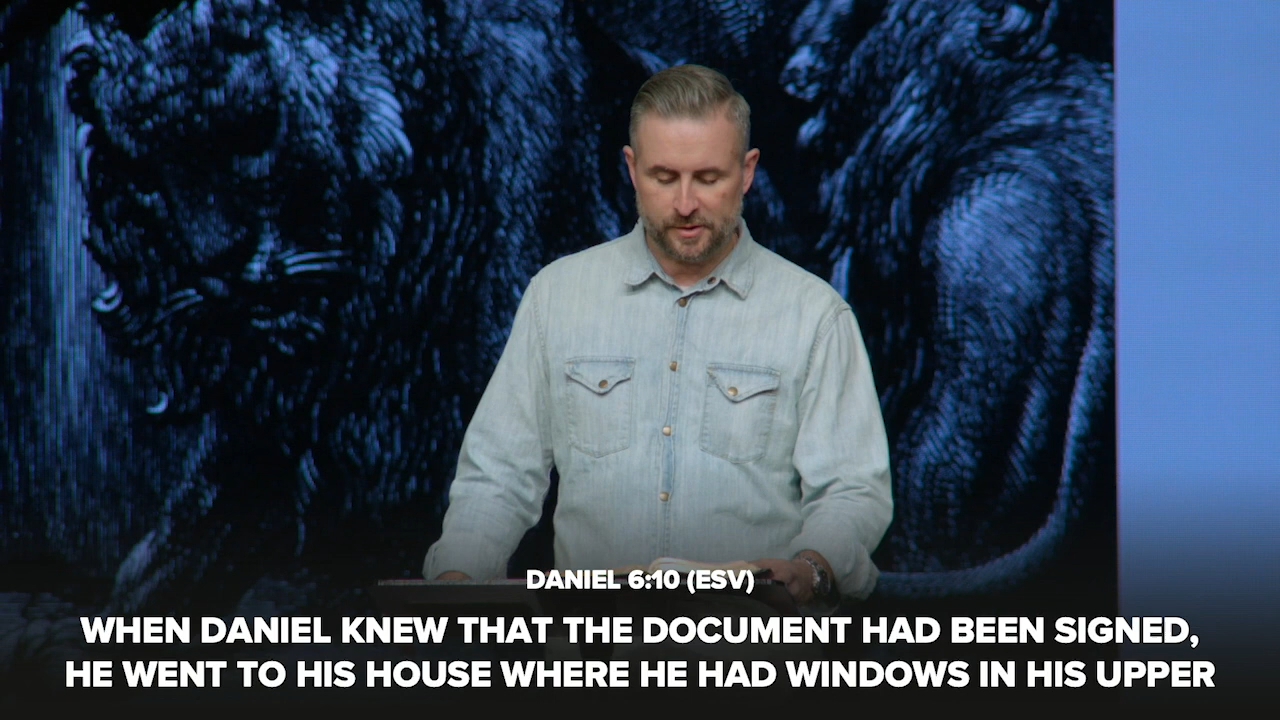 DANIEL 6:10 (ESV)
WHEN DANIEL KNEW THAT THE DOCUMENT HAD BEEN SIGNED,
HE WENT TO HIS HOUSE WHERE HE HAD WINDOWS IN HIS UPPER